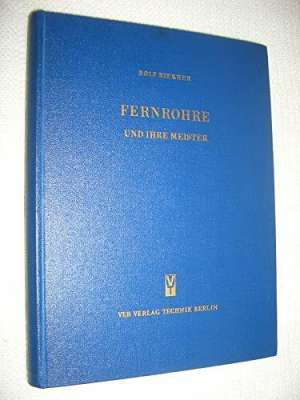 ROLF RIEKHER
FERNROHRE
UND IHRE MEISTER
VT
VEB VERLAG TECHNIK BERLIN